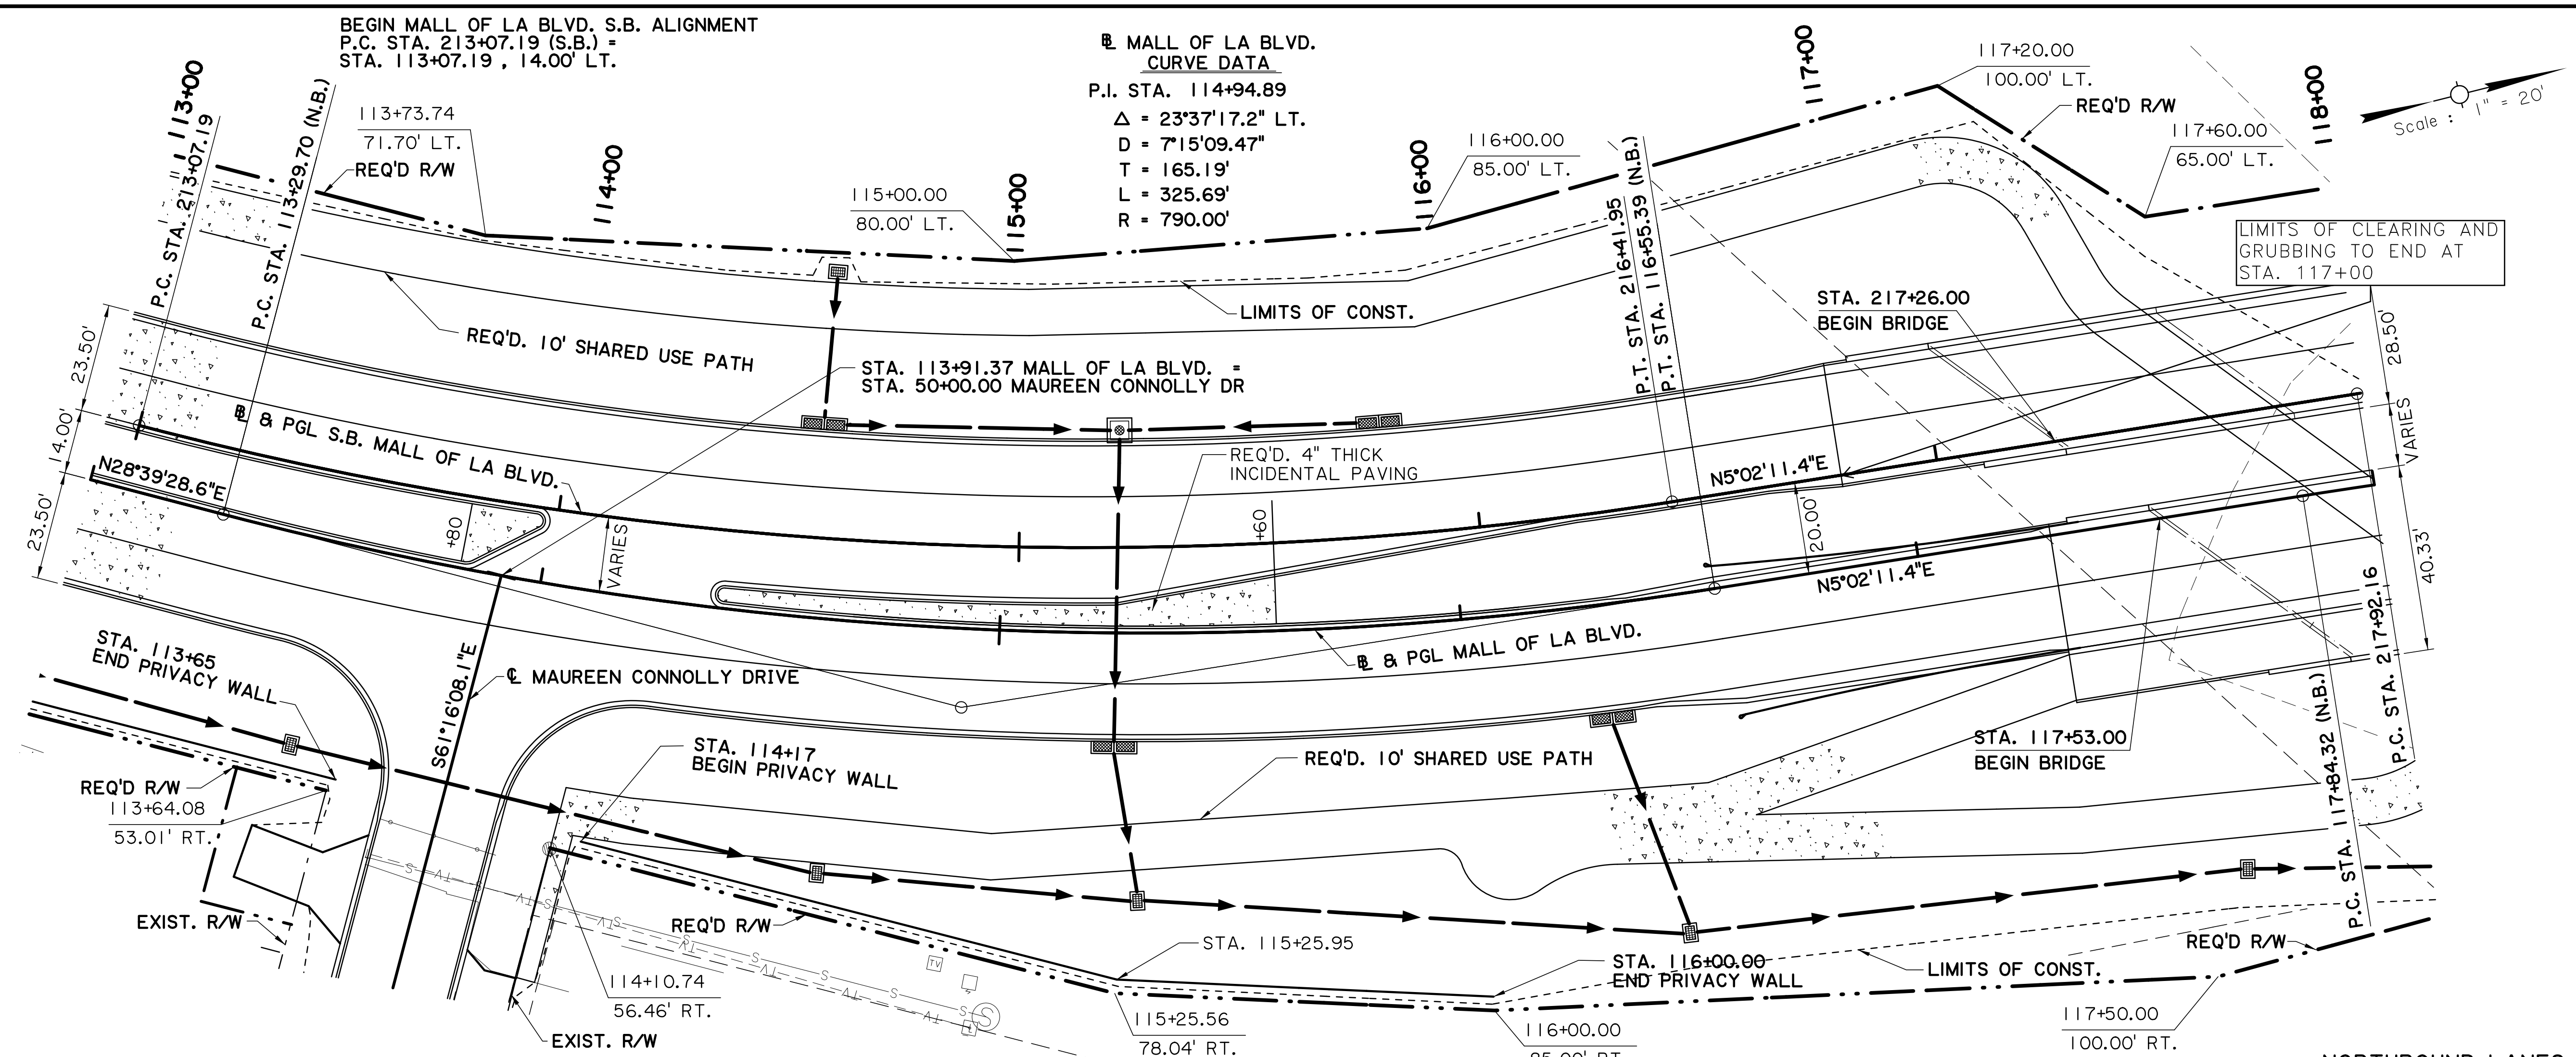 BEGIN MALL OF LA BLVD. S.B. ALIGNMENT
P.C. STA. 213+07.19 (S.B.) =
STA. 113+07.19 , 14.00' LT.
℄ MALL OF LA BLVD.
CURVE DATA
P.I. STA. 114+94.89
Δ = 23°37'17.2" LT.
D = 7°15'09.47"
T = 165.19'
L = 325.69'
R = 790.00'
113+00
P.C. STA. 213+07.19
P.C. STA. 113+29.70 (N.B.)
113+73.74
71.70' LT.
REQ'D R/W
114+00
115+00.00
80.00' LT.
115+00
116+00
116+00.00
85.00' LT.
117+00
117+20.00
100.00' LT.
REQ'D R/W
117+60.00
65.00' LT.
118+00
Scale : 1" = 20'
LIMITS OF CLEARING AND
GRUBBING TO END AT
STA. 117+00
P.T. STA. 216+41.95
P.T. STA. 116+55.39 (N.B.)
LIMITS OF CONST.
STA. 217+26.00
BEGIN BRIDGE
REQ'D. 10' SHARED USE PATH
STA. 113+91.37 MALL OF LA BLVD. =
STA. 50+00.00 MAUREEN CONNOLLY DR
23.50'
14.00'
23.50'
28.50'
VARIES
40.33'
℄ & PGL S.B. MALL OF LA BLVD.
N28°39'28.6"E
+80
VARIES
REQ'D. 4" THICK
INCIDENTAL PAVING
+60
N5°02'11.4"E
20.00'
N5°02'11.4"E
℄ & PGL MALL OF LA BLVD.
STA. 113+65
END PRIVACY WALL
S61°16'08.1"E
℄ MAUREEN CONNOLLY DRIVE
STA. 114+17
BEGIN PRIVACY WALL
REQ'D. 10' SHARED USE PATH
STA. 117+53.00
BEGIN BRIDGE
P.C. STA. 117+84.32 (N.B.)
P.C. STA. 217+92.16
REQ'D R/W
113+64.08
53.01' RT.
EXIST. R/W
REQ'D R/W
STA. 115+25.95
STA. 116+00.00
END PRIVACY WALL
LIMITS OF CONST.
REQ'D R/W
114+10.74
56.46' RT.
EXIST. R/W
TV
S
115+25.56
78.04' RT.
116+00.00
85.00' RT.
117+50.00
100.00' RT.
NORTHBOUND LANES